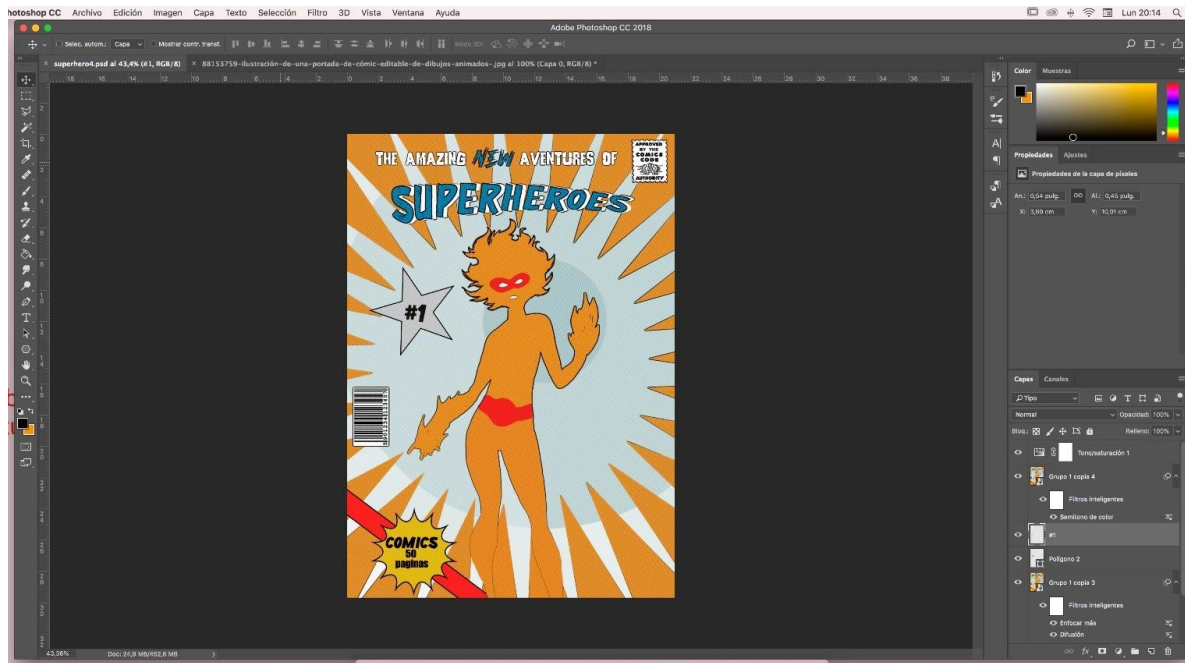 hotoshop CC Archivo Edición Imagen Capa Texto Selección Filtro 3D Vista Ventana Ayuda
Lun 20:14
Adobe Photoshop CC 2018
Selec. autom.: Capa Mostrar contr. transf. Modo 3D:
× superhero4.psd al 43,4% (#1, RGB/8) × 88153759-ilustración-de-una-portada-de-cómic-editable-de-dibujos-animados-.jpg al 100% (Capa 0, RGB/8) *
Color Muestras
THE AMAZING NEW AVENTURES OF
SUPERHEROES
APPROVED
BY THE
COMICS
CODE
AUTHORITY
#1
COMICS
50
paginas
Propiedades Ajustes
Propiedades de la capa de píxeles
An.: 0,54 pulg. Al.: 0,45 pulg.
X: 3,69 cm Y: 10,91 cm
Capas Canales
Tipo
Normal Opacidad: 100%
Bloq.: Relleno: 100%
Tono/saturación 1
Grupo 1 copia 4
Filtros inteligentes
Semitono de color
#1
Polígono 2
Grupo 1 copia 3
Filtros inteligentes
Enfocar más
Difusión
43,36% Doc: 24,9 MB/452,6 MB